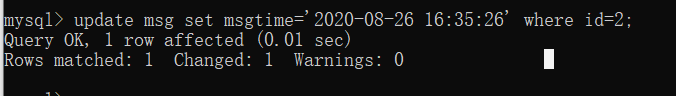 mysql> update msg set msgtime='2020-08-26 16:35:26' where id=2;
Query OK, 1 row affected (0.01 sec)
Rows matched: 1  Changed: 1  Warnings: 0